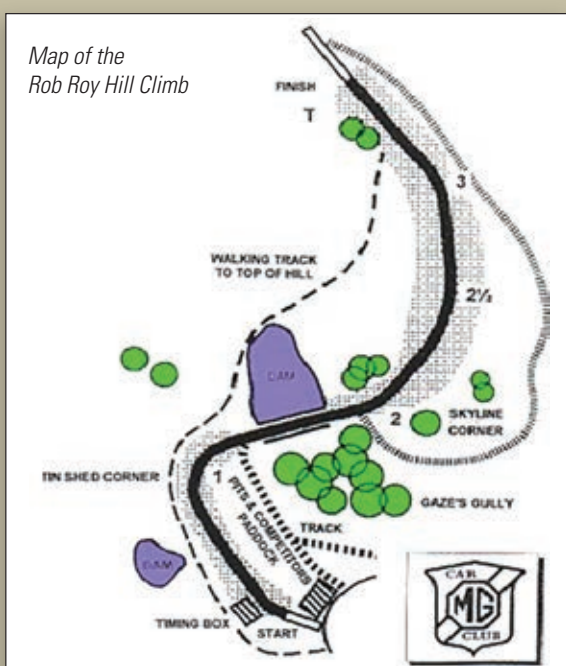 Map of the
Rob Roy Hill Climb
FINISH
T
3
WALKING TRACK
TO TOP OF HILL
2½
DAM
2
SKYLINE
CORNER
TIN SHED CORNER
1
GAZE'S GULLY
PITS & COMPETITORS
PADDOCK
TRACK
DAM
TIMING BOX
START
CAR
MG
CLUB